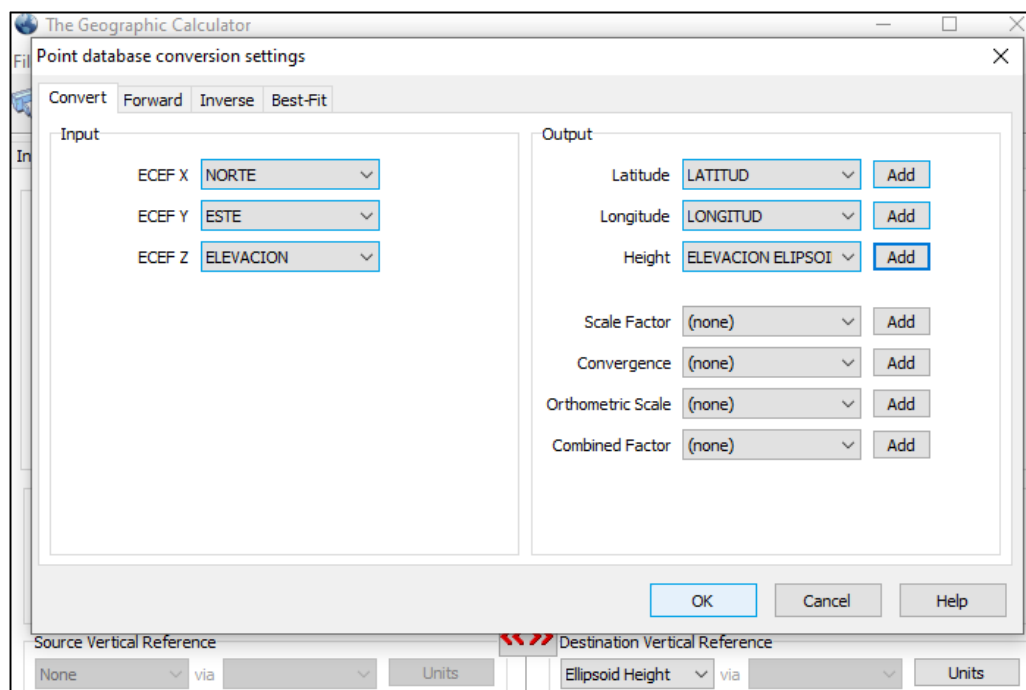 The Geographic Calculator
Fil
Point database conversion settings
Convert Forward Inverse Best-Fit
In
Input
Output
ECEF X NORTE
Latitude LATITUD Add
ECEF Y ESTE
Longitude LONGITUD Add
ECEF Z ELEVACION
Height ELEVACION ELIPSOI Add
Scale Factor (none) Add
Convergence (none) Add
Orthometric Scale (none) Add
Combined Factor (none) Add
OK Cancel Help
Source Vertical Reference
Destination Vertical Reference
None via Units
Ellipsoid Height via Units